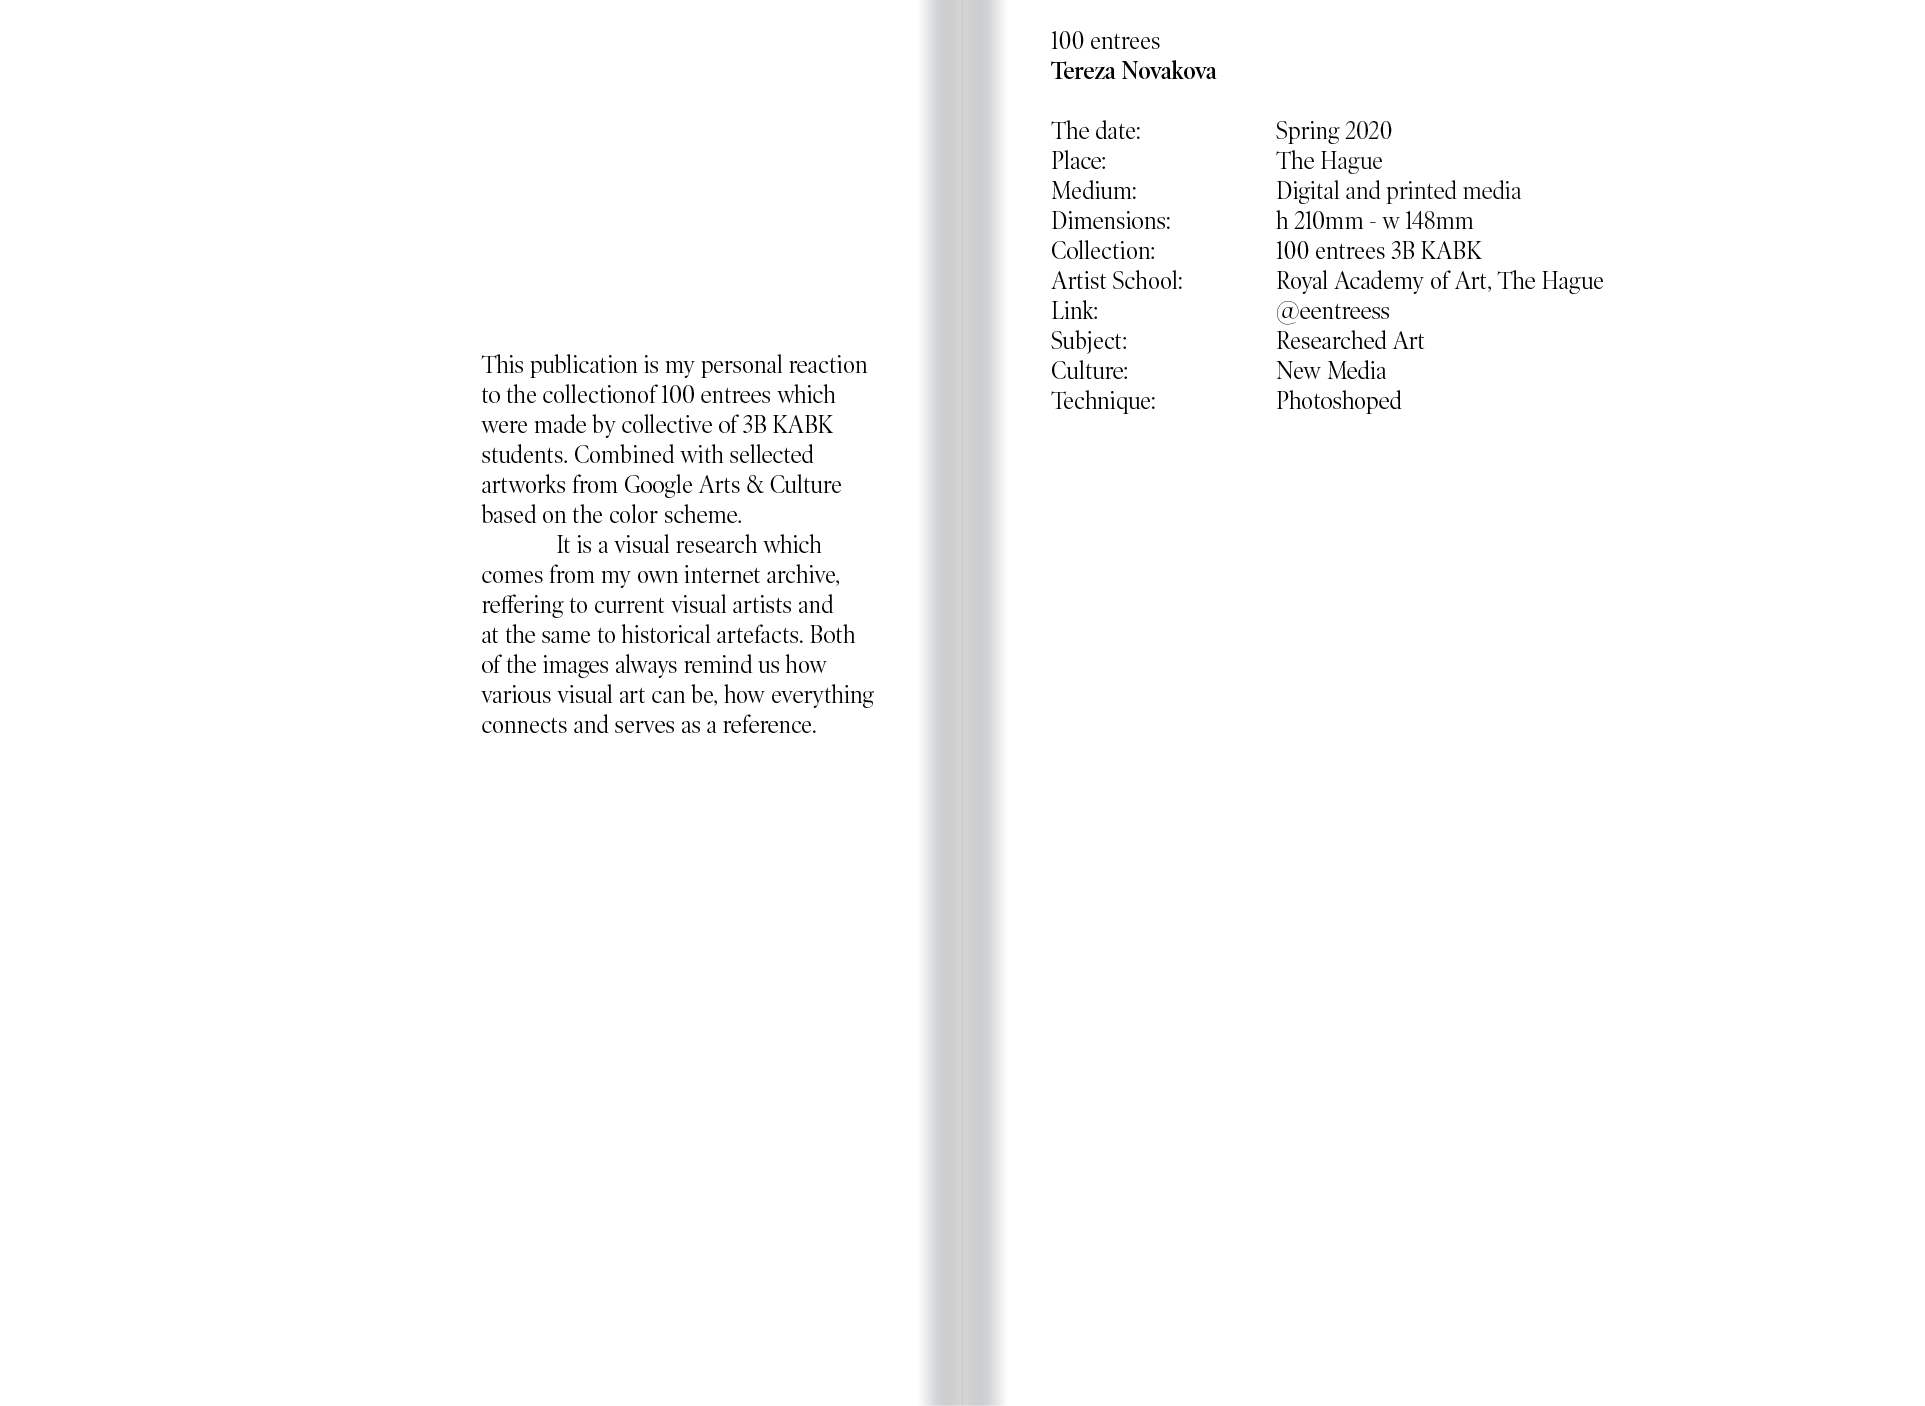 This publication is my personal reaction
to the collectionof 100 entrees which
were made by collective of 3B KABK
students. Combined with sellected
artworks from Google Arts & Culture
based on the color scheme.
It is a visual research which
comes from my own internet archive,
reffering to current visual artists and
at the same to historical artefacts. Both
of the images always remind us how
various visual art can be, how everything
connects and serves as a reference.
100 entrees
Tereza Novakova
The date: Spring 2020
Place: The Hague
Medium: Digital and printed media
Dimensions: h 210mm - w 148mm
Collection: 100 entrees 3B KABK
Artist School: Royal Academy of Art, The Hague
Link: @eentreess
Subject: Researched Art
Culture: New Media
Technique: Photoshoped